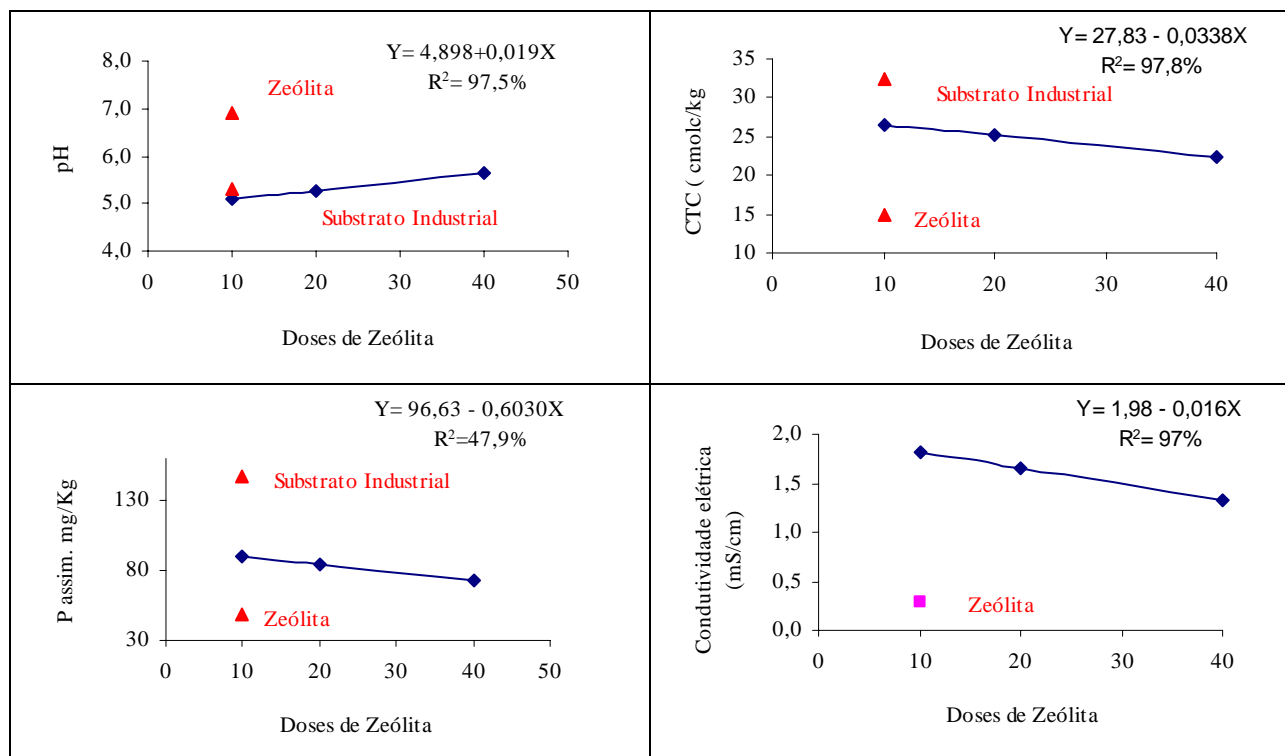 Y= 4,898+0,019X
R²= 97,5%
8,0
7,0
6,0
5,0
4,0
pH
Zeólita
Substrato Industrial
0 10 20 30 40 50
Doses de Zeólita
Y= 27,83 - 0,0338X
R²= 97,8%
35
30
25
20
15
10
CTC ( cmolc/kg
Substrato Industrial
Zeólita
0 10 20 30 40
Doses de Zeólita
Y= 96,63 - 0,6030X
R²=47,9%
130
80
30
P assim. mg/Kg
Substrato Industrial
Zeólita
0 10 20 30 40 50
Doses de Zeólita
Y= 1,98 - 0,016X
R²= 97%
2,0
1,5
1,0
0,5
0,0
Condutividade elétrica
(mS/cm)
Zeólita
0 10 20 30 40
Doses de Zeólita